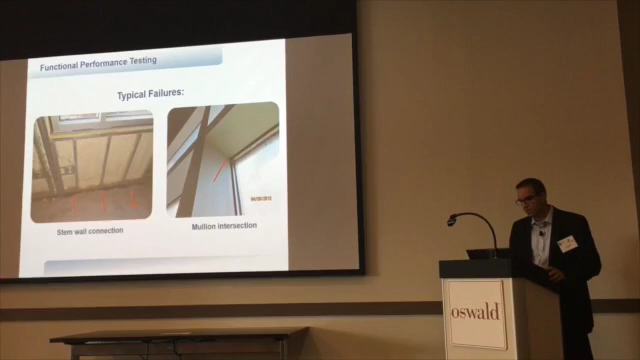 Functional Performance Testing
Typical Failures:
Stem wall connection
Mullion intersection
oswald